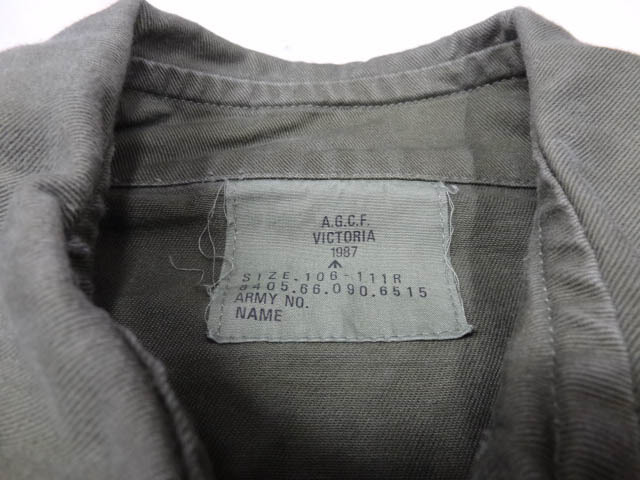 A.G.C.F.
VICTORIA
1987
SIZE.106-111R
8405.66.090.6515
ARMY NO.
NAME